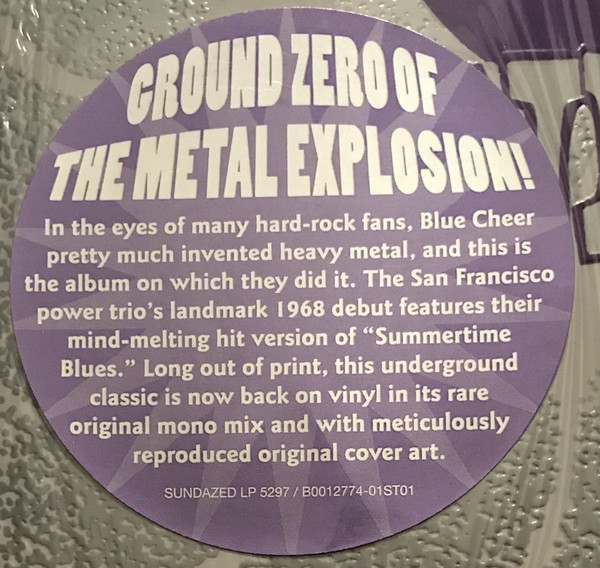 GROUND ZERO OF
THE METAL EXPLOSION!
In the eyes of many hard-rock fans, Blue Cheer
pretty much invented heavy metal, and this is
the album on which they did it. The San Francisco
power trio's landmark 1968 debut features their
mind-melting hit version of “Summertime
Blues.” Long out of print, this underground
classic is now back on vinyl in its rare
original mono mix and with meticulously
reproduced original cover art.
SUNDAZED LP 5297 / B0012774-01ST01